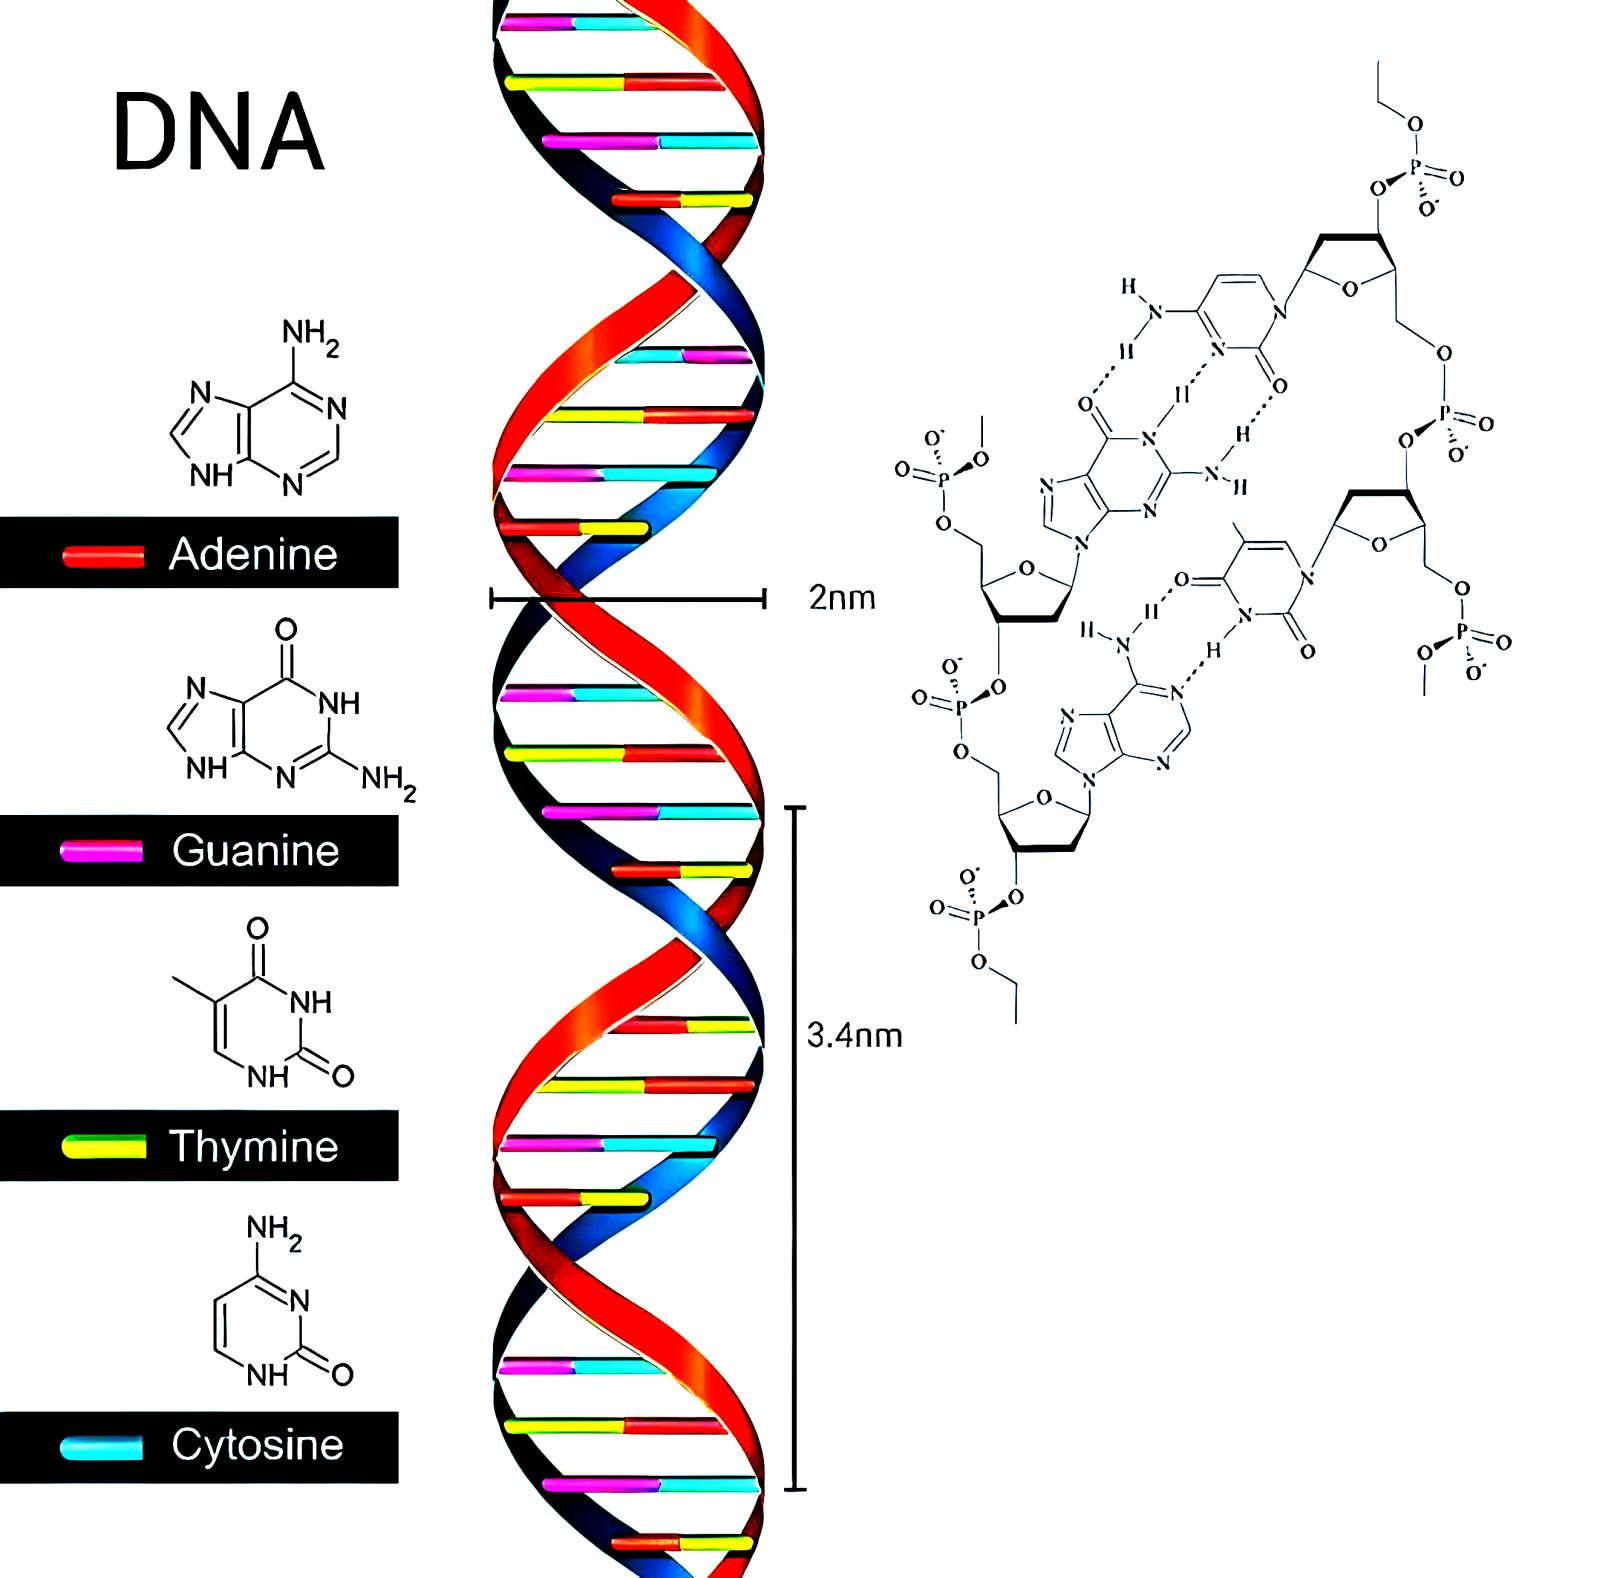 DNA
NH2
N
N
NH
N
Adenine
2nm
O
N
NH
NH
N
NH2
Guanine
O
NH
NH
O
Thymine
3.4nm
NH2
N
NH
O
Cytosine
O
P
O
O
O-
O
H
N
H
N
N
O
O
P
O
O
O-
O
O
H
H
N
N
H
N
H
N
N
O-
O
P
O
O
O
O
N
H
N
O
O
P
O
O
O-
H
H
N
H
N
N
N
N
O-
O
P
O
O
O
O-
O
P
O
O